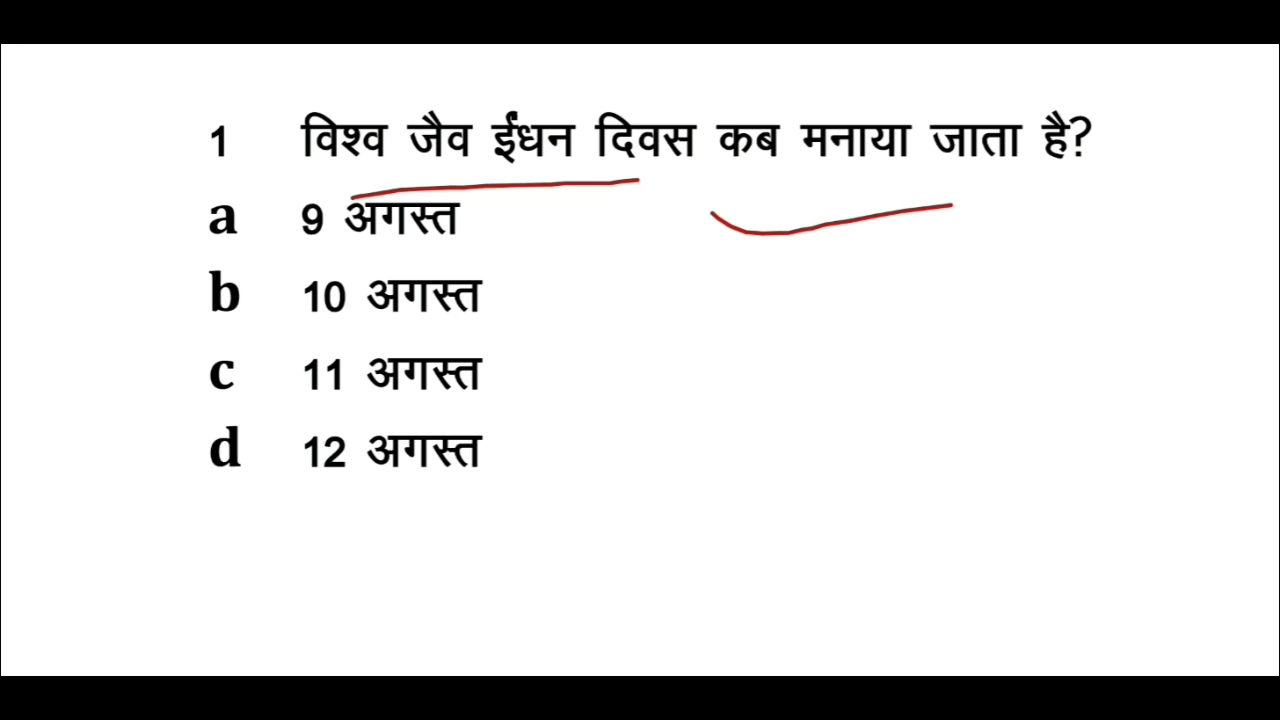 1 विश्व जैव ईंधन दिवस कब मनाया जाता है?
a 9 अगस्त
b 10 अगस्त
c 11 अगस्त
d 12 अगस्त